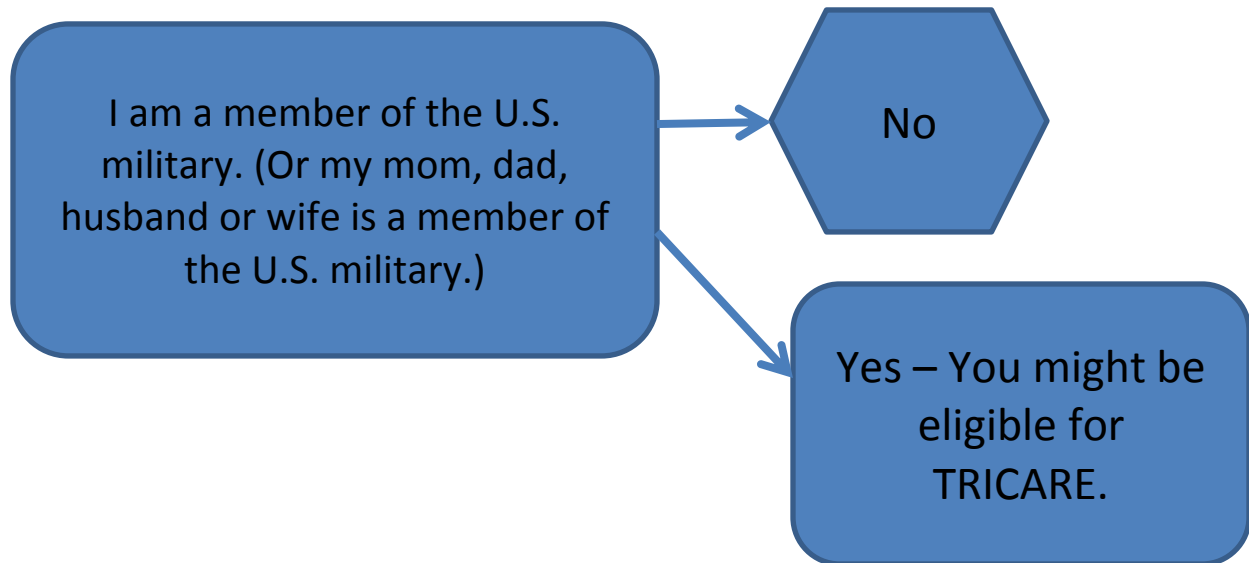 I am a member of the U.S.
military. (Or my mom, dad,
husband or wife is a member of
the U.S. military.)
No
Yes – You might be
eligible for
TRICARE.